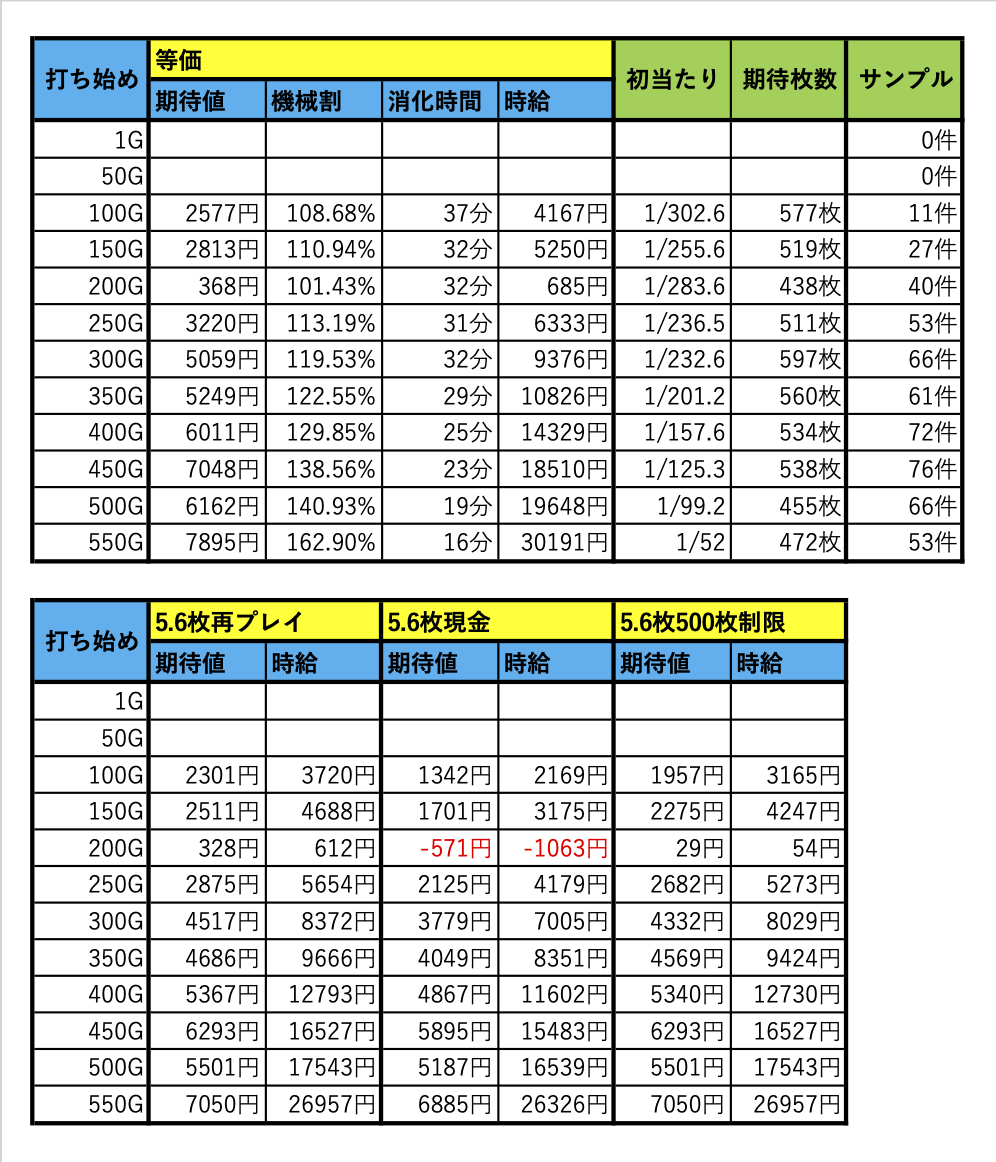 打ち始め 等価 初当たり 期待枚数 サンプル
期待値 機械割 消化時間 時給
1G 0件
50G 0件
100G 2577円 108.68% 37分 4167円 1/302.6 577枚 11件
150G 2813円 110.94% 32分 5250円 1/255.6 519枚 27件
200G 368円 101.43% 32分 685円 1/283.6 438枚 40件
250G 3220円 113.19% 31分 6333円 1/236.5 511枚 53件
300G 5059円 119.53% 32分 9376円 1/232.6 597枚 66件
350G 5249円 122.55% 29分 10826円 1/201.2 560枚 61件
400G 6011円 129.85% 25分 14329円 1/157.6 534枚 72件
450G 7048円 138.56% 23分 18510円 1/125.3 538枚 76件
500G 6162円 140.93% 19分 19648円 1/99.2 455枚 66件
550G 7895円 162.90% 16分 30191円 1/52 472枚 53件
打ち始め 5.6枚再プレイ 5.6枚現金 5.6枚500枚制限
期待値 時給 期待値 時給 期待値 時給
1G
50G
100G 2301円 3720円 1342円 2169円 1957円 3165円
150G 2511円 4688円 1701円 3175円 2275円 4247円
200G 328円 612円 -571円 -1063円 29円 54円
250G 2875円 5654円 2125円 4179円 2682円 5273円
300G 4517円 8372円 3779円 7005円 4332円 8029円
350G 4686円 9666円 4049円 8351円 4569円 9424円
400G 5367円 12793円 4867円 11602円 5340円 12730円
450G 6293円 16527円 5895円 15483円 6293円 16527円
500G 5501円 17543円 5187円 16539円 5501円 17543円
550G 7050円 26957円 6885円 26326円 7050円 26957円